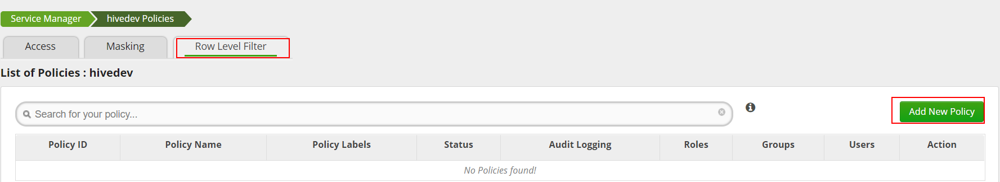 Service Manager hivedev Policies
Access Masking Row Level Filter
List of Policies : hivedev
Search for your policy... Add New Policy
Policy ID Policy Name Policy Labels Status Audit Logging Roles Groups Users Action
No Policies found!